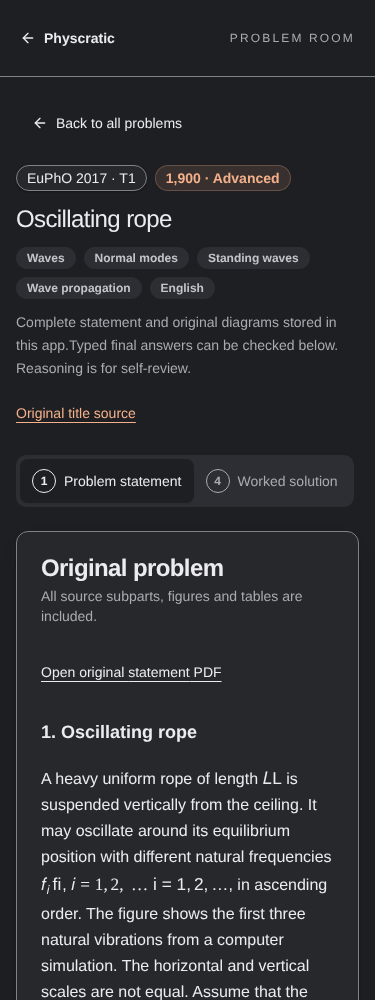 Physcratic
PROBLEM ROOM
Back to all problems
EuPhO 2017 · T1
1,900 · Advanced
Oscillating rope
Waves
Normal modes
Standing waves
Wave propagation
English
Complete statement and original diagrams stored in
this app.Typed final answers can be checked below.
Reasoning is for self-review.
Original title source
1 Problem statement
4 Worked solution
Original problem
All source subparts, figures and tables are
included.
Open original statement PDF
1. Oscillating rope
A heavy uniform rope of length LL is
suspended vertically from the ceiling. It
may oscillate around its equilibrium
position with different natural frequencies
f_i fi, i = 1, 2, … i = 1, 2, …, in ascending
order. The figure shows the first three
natural vibrations from a computer
simulation. The horizontal and vertical
scales are not equal. Assume that the